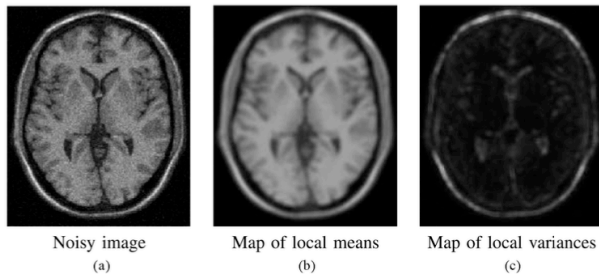 Noisy image
Map of local means
Map of local variances
(a)
(b)
(c)